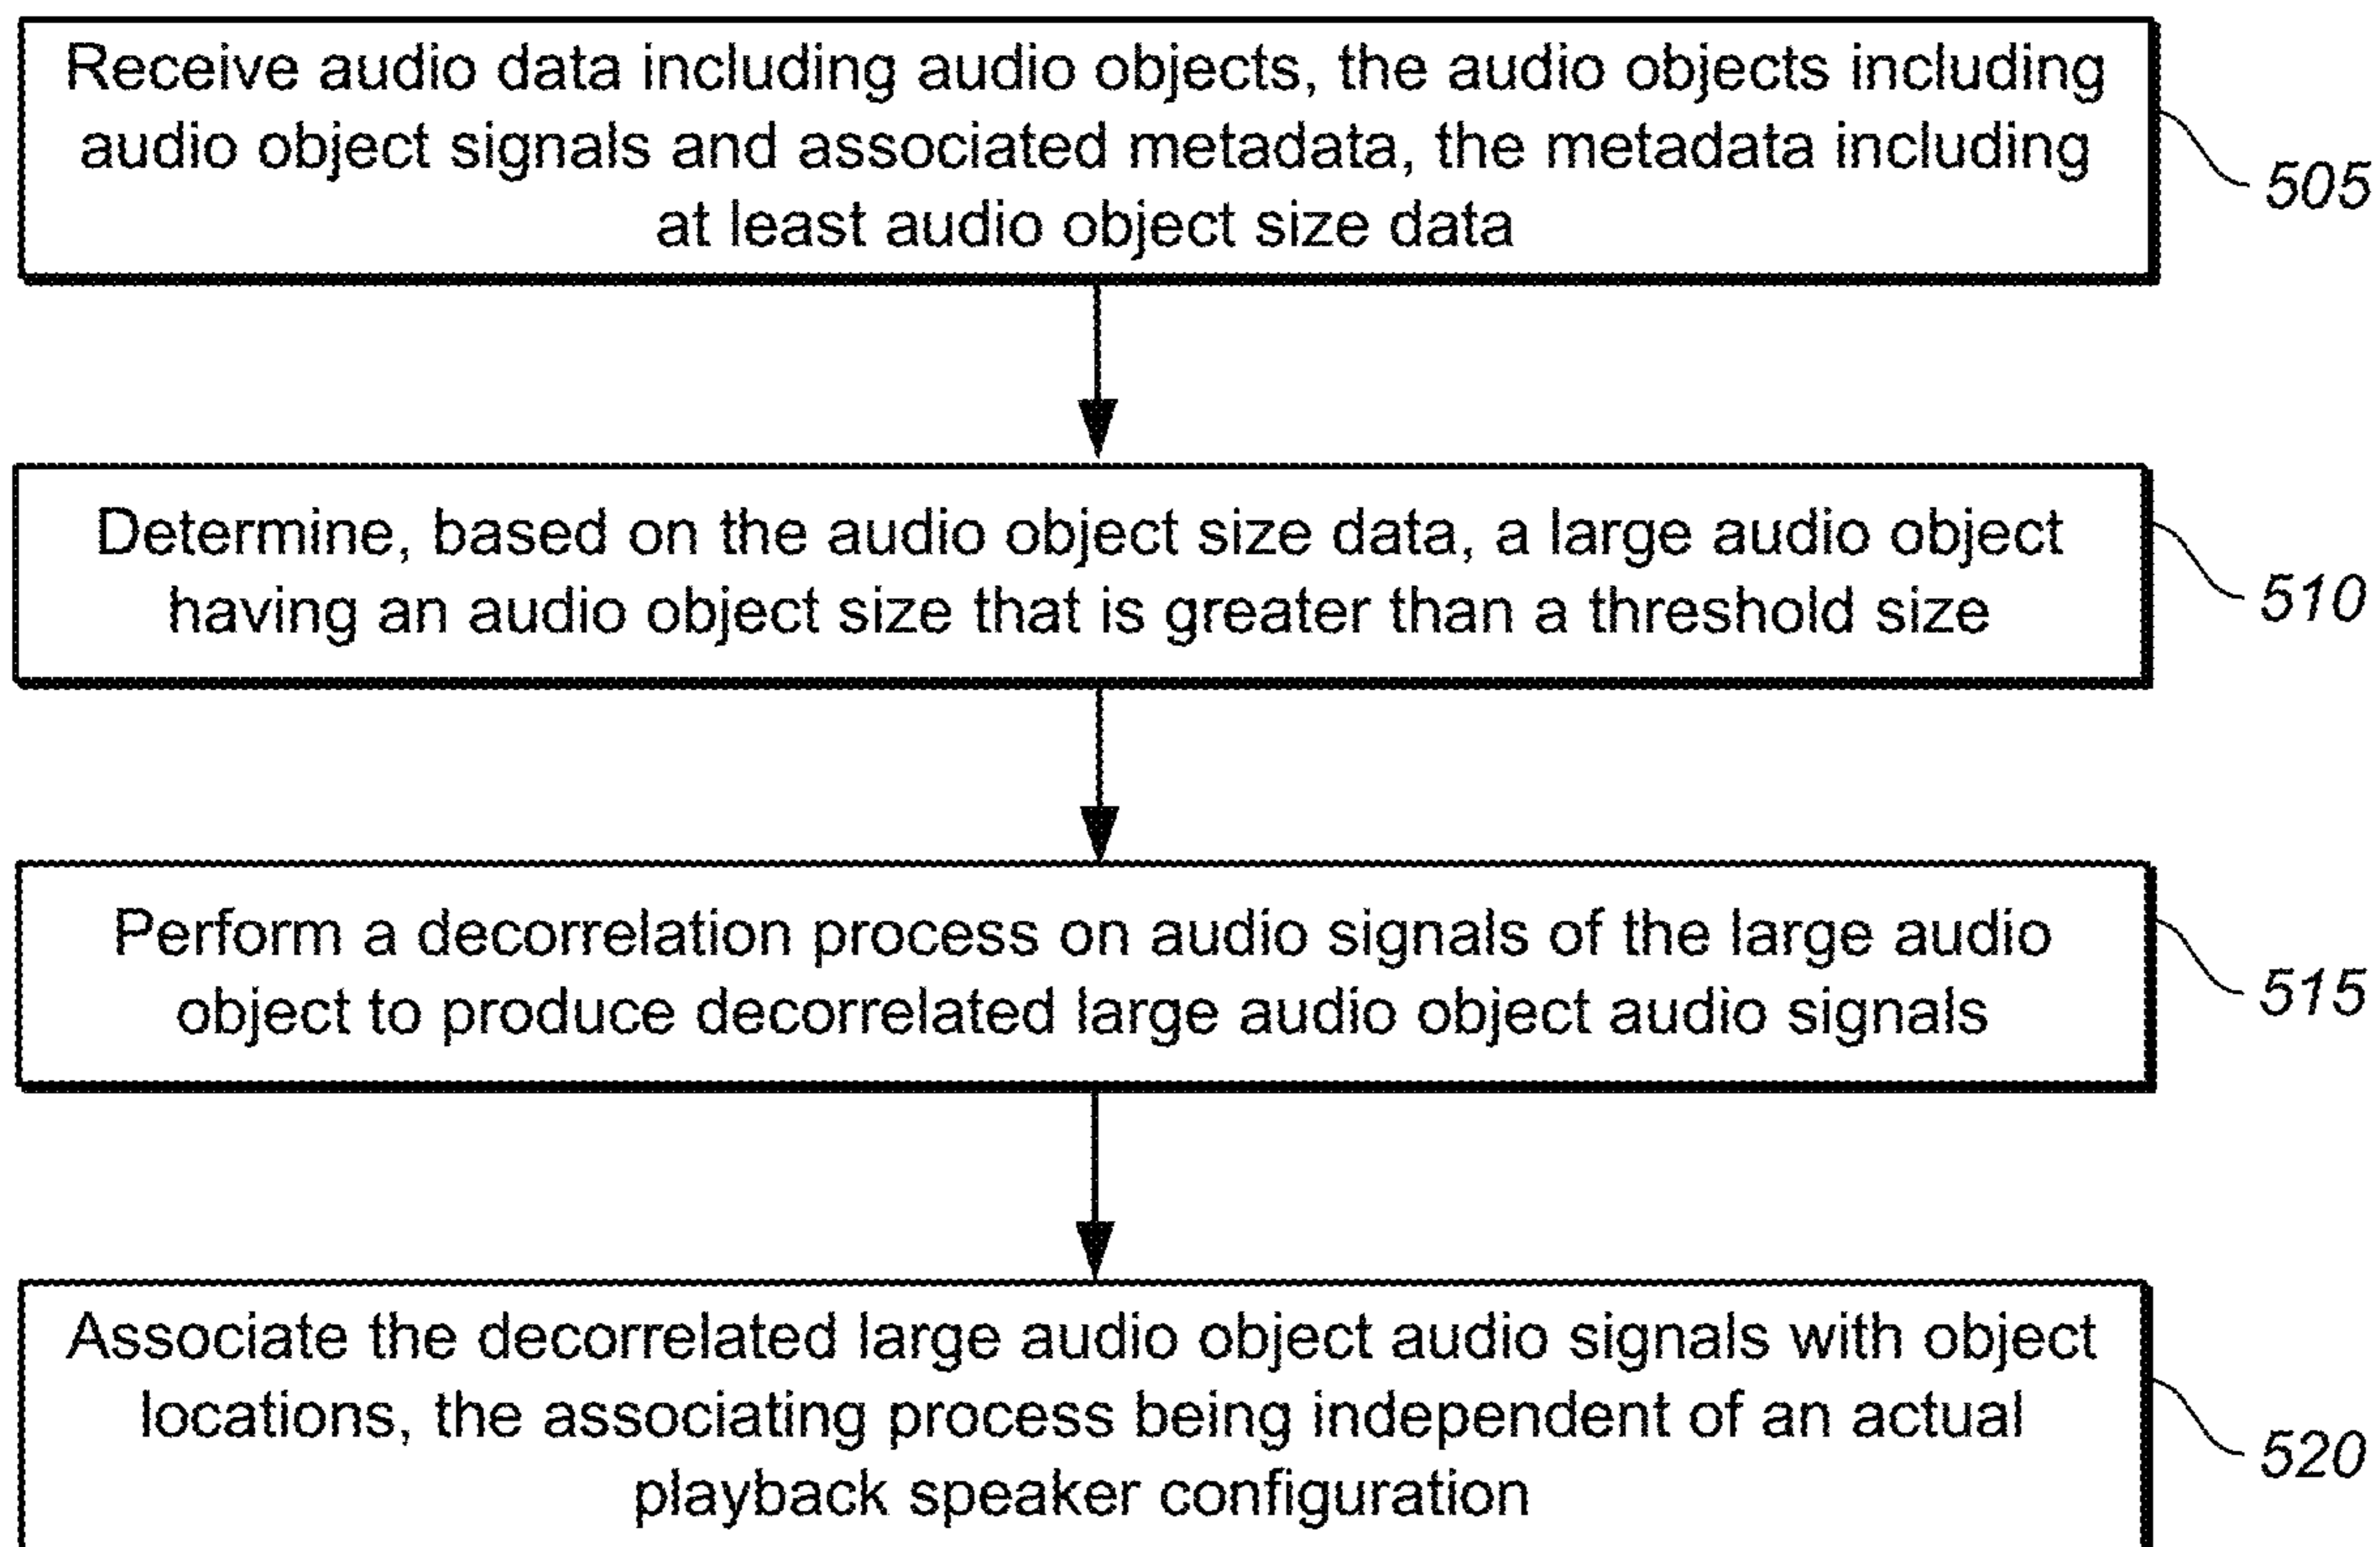 Receive audio data including audio objects, the audio objects including
audio object signals and associated metadata, the metadata including
at least audio object size data
505
Determine, based on the audio object size data, a large audio object
having an audio object size that is greater than a threshold size
510
Perform a decorrelation process on audio signals of the large audio
object to produce decorrelated large audio object audio signals
515
Associate the decorrelated large audio object audio signals with object
locations, the associating process being independent of an actual
playback speaker configuration
520